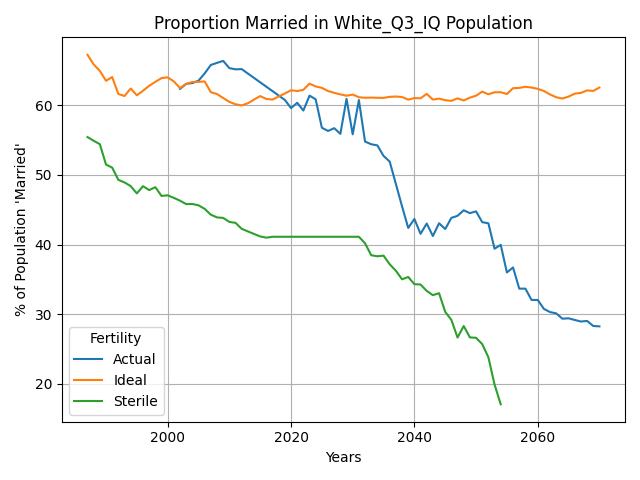 Proportion Married in White_Q3_IQ Population
% of Population 'Married'
60
50
40
30
20
Fertility
Actual
Ideal
Sterile
2000 2020 2040 2060
Years